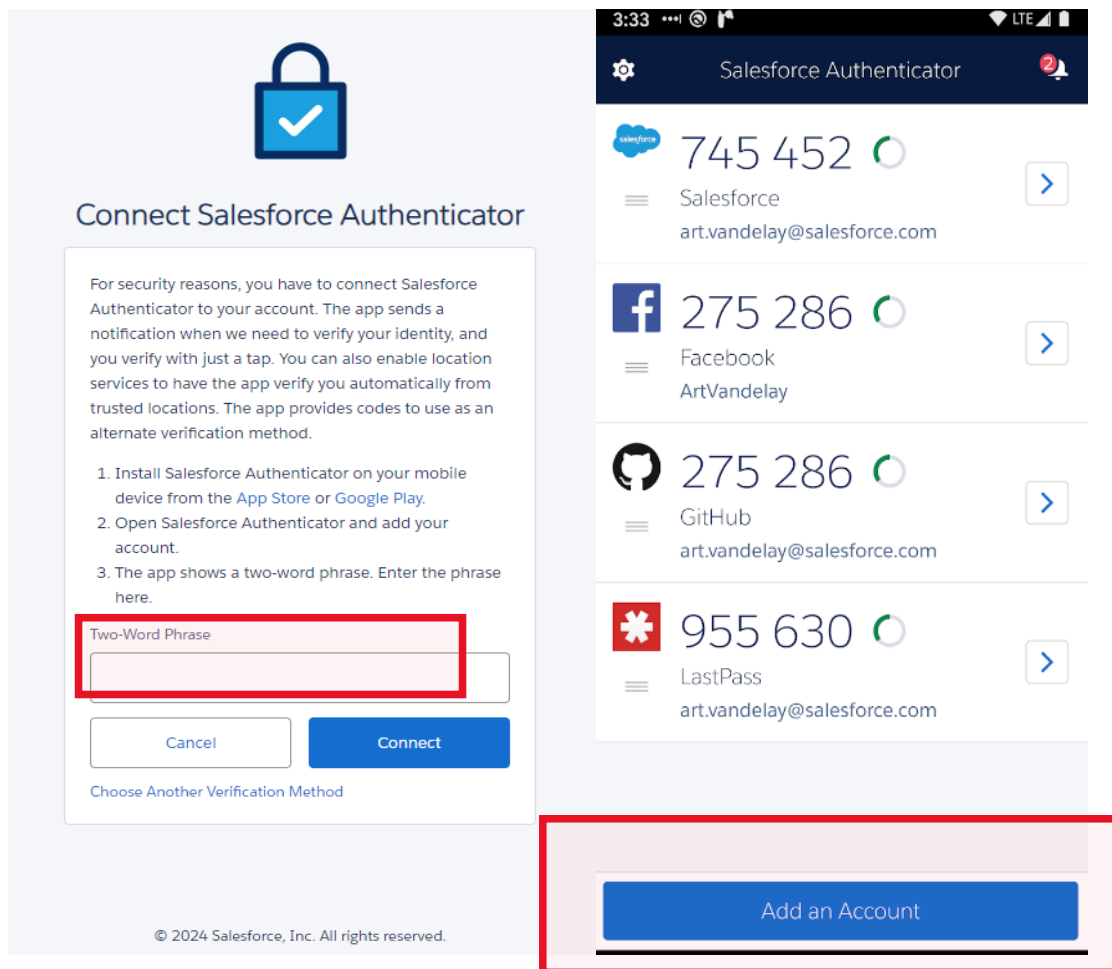 Connect Salesforce Authenticator
For security reasons, you have to connect Salesforce
Authenticator to your account. The app sends a
notification when we need to verify your identity, and
you verify with just a tap. You can also enable location
services to have the app verify you automatically from
trusted locations. The app provides codes to use as an
alternate verification method.
1. Install Salesforce Authenticator on your mobile
device from the App Store or Google Play.
2. Open Salesforce Authenticator and add your
account.
3. The app shows a two-word phrase. Enter the phrase
here.
Two-Word Phrase
Cancel
Connect
Choose Another Verification Method
© 2024 Salesforce, Inc. All rights reserved.
3:33
LTE
Salesforce Authenticator
2
salesforce
745 452
Salesforce
art.vandelay@salesforce.com
275 286
Facebook
ArtVandelay
275 286
GitHub
art.vandelay@salesforce.com
955 630
LastPass
art.vandelay@salesforce.com
Add an Account